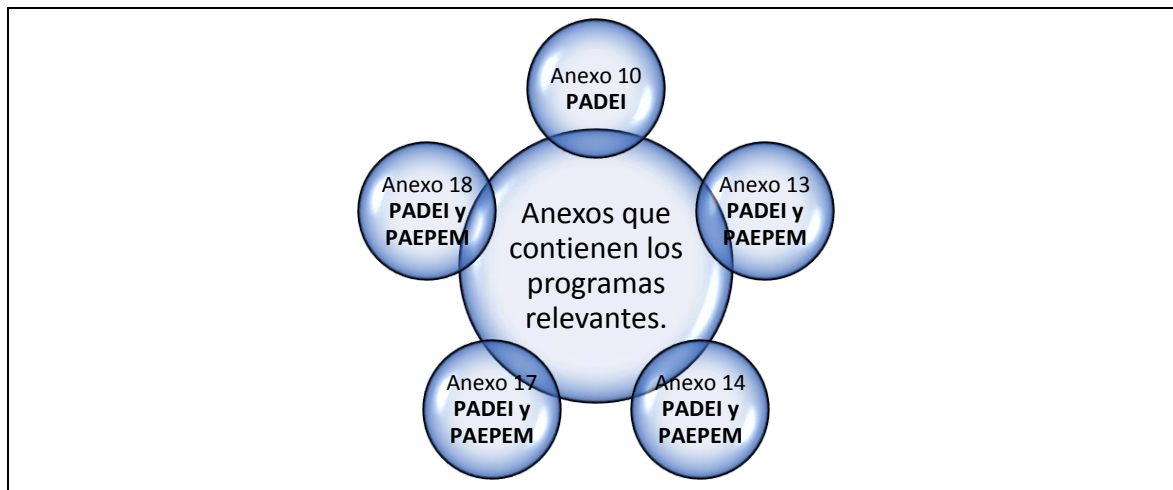 Anexo 10
PADEI
Anexo 18
PADEI y
PAEPEM
Anexo 13
PADEI y
PAEPEM
Anexos que
contienen los
programas
relevantes.
Anexo 17
PADEI y
PAEPEM
Anexo 14
PADEI y
PAEPEM